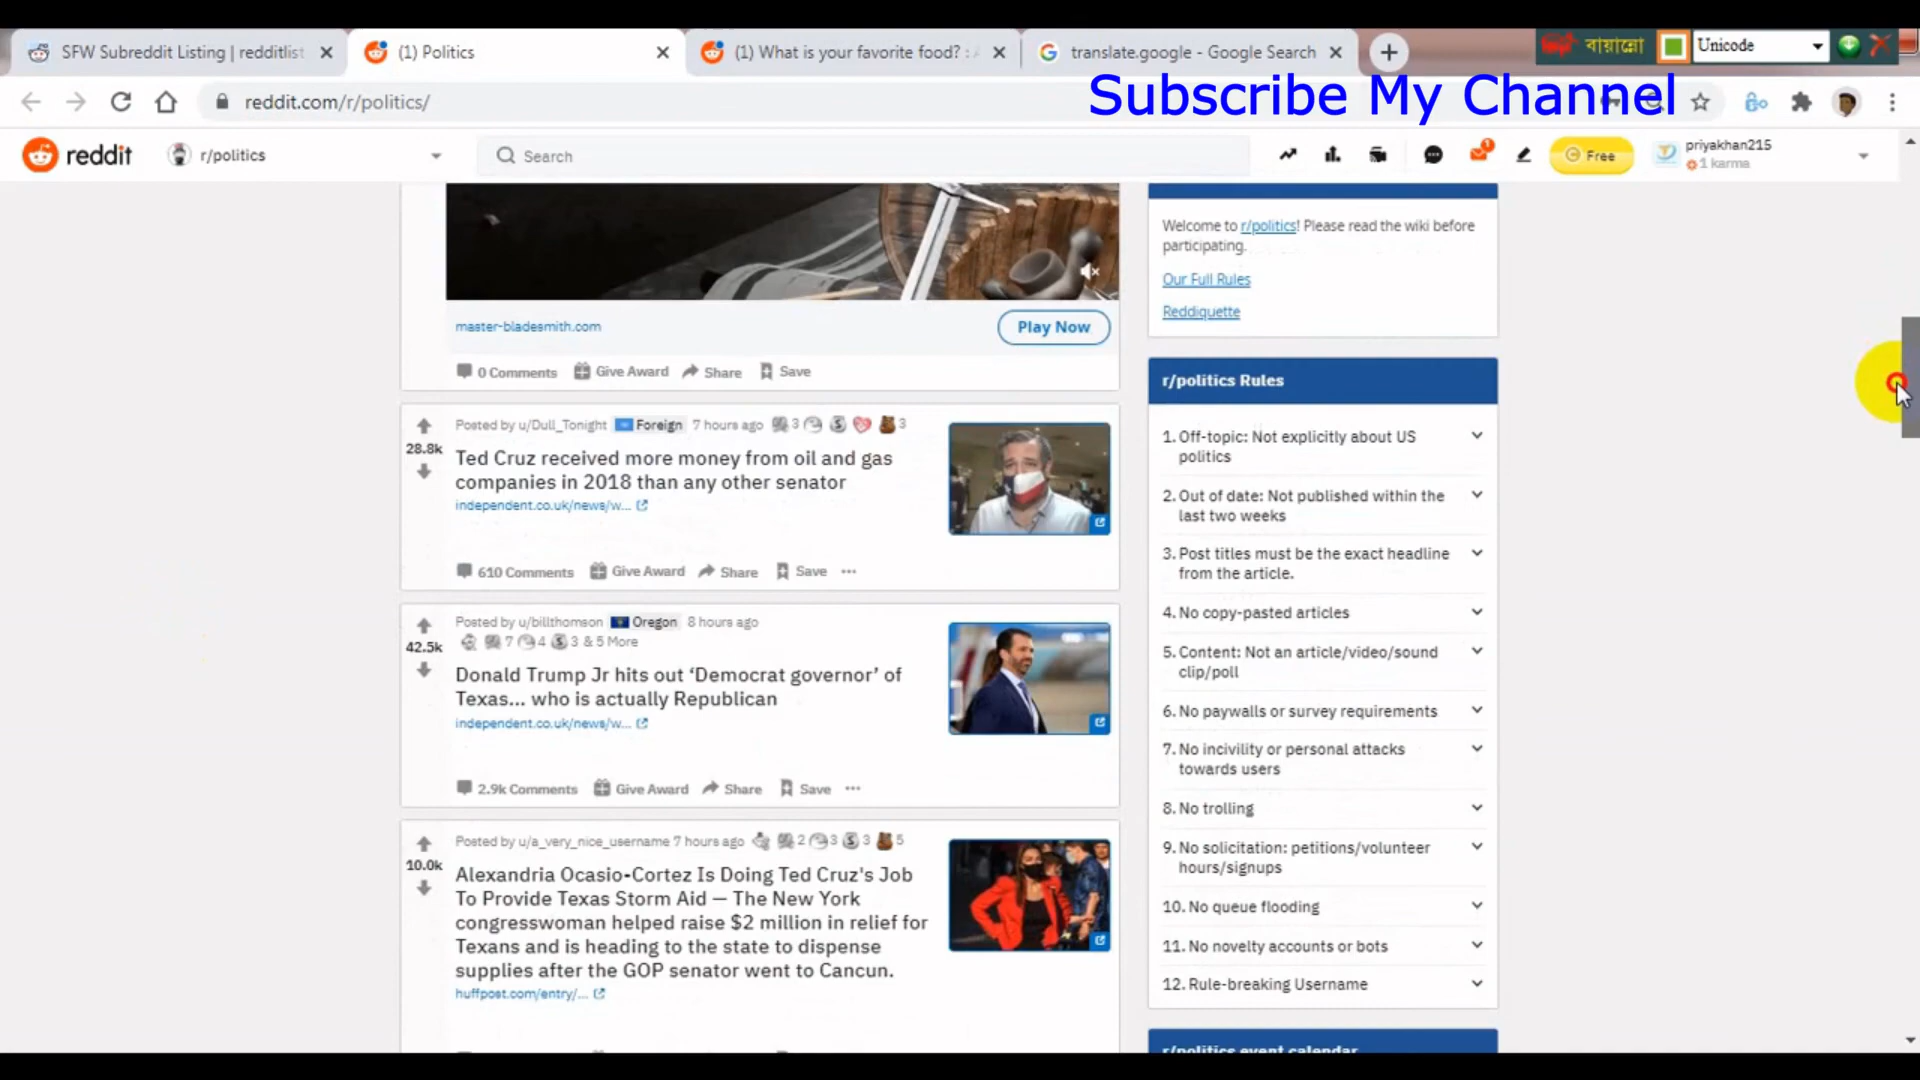 SFW Subreddit Listing | redditlist
(1) Politics
(1) What is your favorite food? : A
translate.google - Google Search
বায়ান্নো
Unicode
reddit.com/r/politics/
Subscribe My Channel
reddit
r/politics
Search
1
Free
priyakhan215
1 karma
master-bladesmith.com
Play Now
0 Comments Give Award Share Save
Posted by u/Dull_Tonight Foreign 7 hours ago 3 3
28.8k
Ted Cruz received more money from oil and gas
companies in 2018 than any other senator
independent.co.uk/news/w...
610 Comments Give Award Share Save
Posted by u/billthomson Oregon 8 hours ago
7 4 3 & 5 More
42.5k
Donald Trump Jr hits out ‘Democrat governor’ of
Texas... who is actually Republican
independent.co.uk/news/w...
2.9k Comments Give Award Share Save
Posted by u/a_very_nice_username 7 hours ago 2 3 3 5
10.0k
Alexandria Ocasio-Cortez Is Doing Ted Cruz's Job
To Provide Texas Storm Aid — The New York
congresswoman helped raise $2 million in relief for
Texans and is heading to the state to dispense
supplies after the GOP senator went to Cancun.
huffpost.com/entry/...
Welcome to r/politics! Please read the wiki before
participating.
Our Full Rules
Reddiquette
r/politics Rules
1. Off-topic: Not explicitly about US
politics
2. Out of date: Not published within the
last two weeks
3. Post titles must be the exact headline
from the article.
4. No copy-pasted articles
5. Content: Not an article/video/sound
clip/poll
6. No paywalls or survey requirements
7. No incivility or personal attacks
towards users
8. No trolling
9. No solicitation: petitions/volunteer
hours/signups
10. No queue flooding
11. No novelty accounts or bots
12. Rule-breaking Username
r/politics event calendar